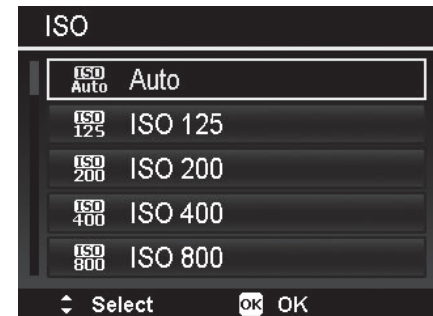 ISO
ISO Auto Auto
ISO 125 ISO 125
ISO 200 ISO 200
ISO 400 ISO 400
ISO 800 ISO 800
Select OK OK